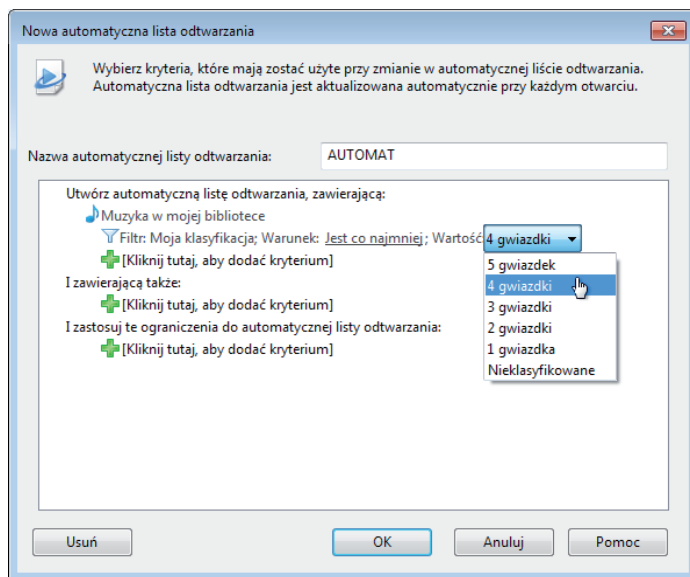 Nowa automatyczna lista odtwarzania
Wybierz kryteria, które mają zostać użyte przy zmianie w automatycznej liście odtwarzania.
Automatyczna lista odtwarzania jest aktualizowana automatycznie przy każdym otwarciu.
Nazwa automatycznej listy odtwarzania: AUTOMAT
Utwórz automatyczną listę odtwarzania, zawierającą:
Muzyka w mojej bibliotece
Filtr: Moja klasyfikacja; Warunek: Jest co najmniej; Wartość 4 gwiazdki
[Kliknij tutaj, aby dodać kryterium]
5 gwiazdek
4 gwiazdki
3 gwiazdki
2 gwiazdki
1 gwiazdka
Nieklasyfikowane
I zawierającą także:
[Kliknij tutaj, aby dodać kryterium]
I zastosuj te ograniczenia do automatycznej listy odtwarzania:
[Kliknij tutaj, aby dodać kryterium]
Usuń OK Anuluj Pomoc